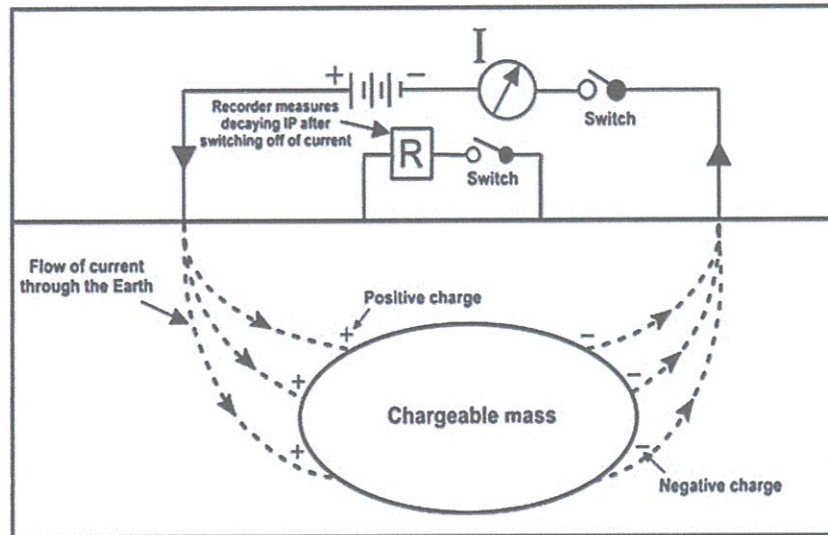 I
+
−
Switch
Recorder measures
decaying IP after
switching off of current
R
Switch
Flow of current
through the Earth
Positive charge
+
−
+
−
Chargeable mass
+
−
Negative charge